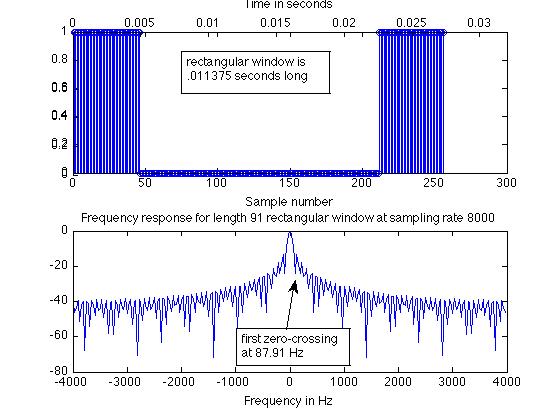 Time in seconds
0 0.005 0.01 0.015 0.02 0.025 0.03
1
0.8
0.6
0.4
0.2
0
rectangular window is
.011375 seconds long
0 50 100 150 200 250 300
Sample number
Frequency response for length 91 rectangular window at sampling rate 8000
0
-20
-40
-60
-80
first zero-crossing
at 87.91 Hz
-4000 -3000 -2000 -1000 0 1000 2000 3000 4000
Frequency in Hz